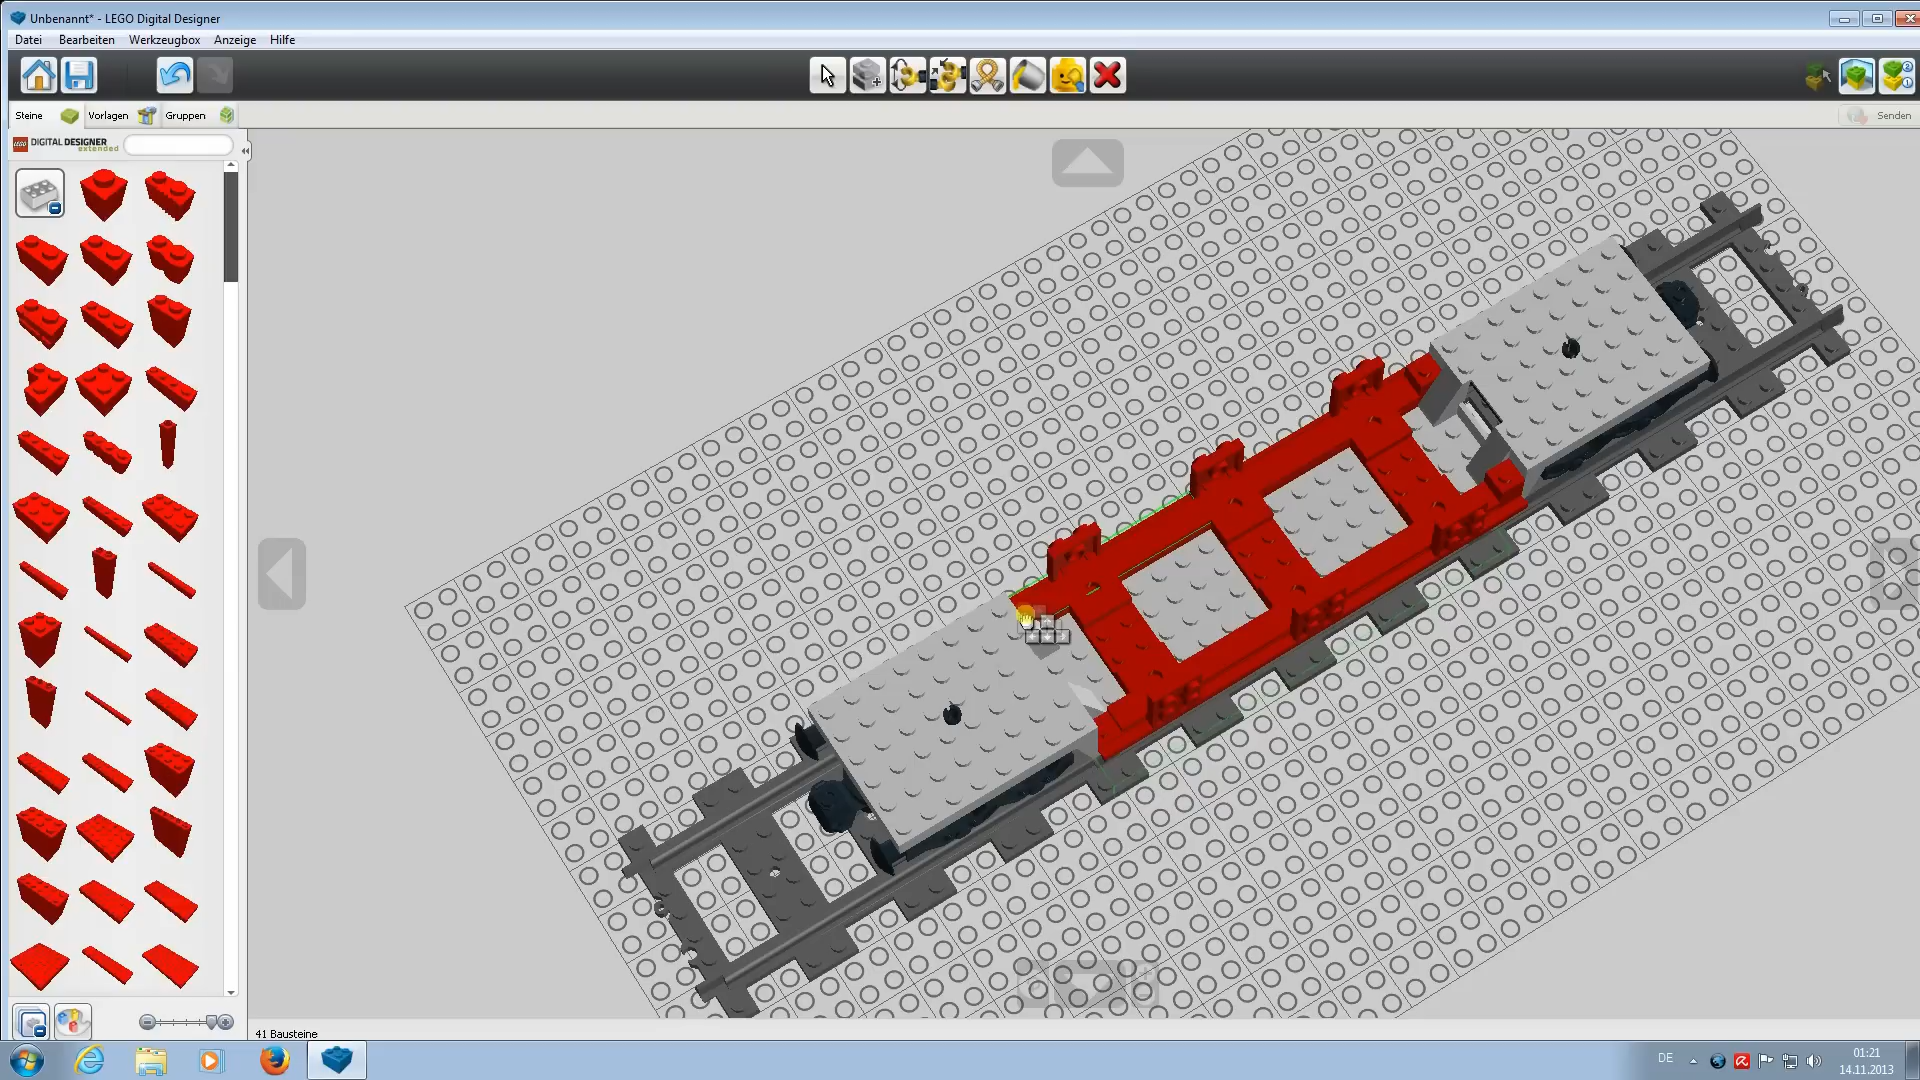 Unbenannt* - LEGO Digital Designer
Datei Bearbeiten Werkzeugbox Anzeige Hilfe
Steine Vorlagen Gruppen Senden
LEGO DIGITAL DESIGNER
extended
41 Bausteine
DE
01:21
14.11.2013